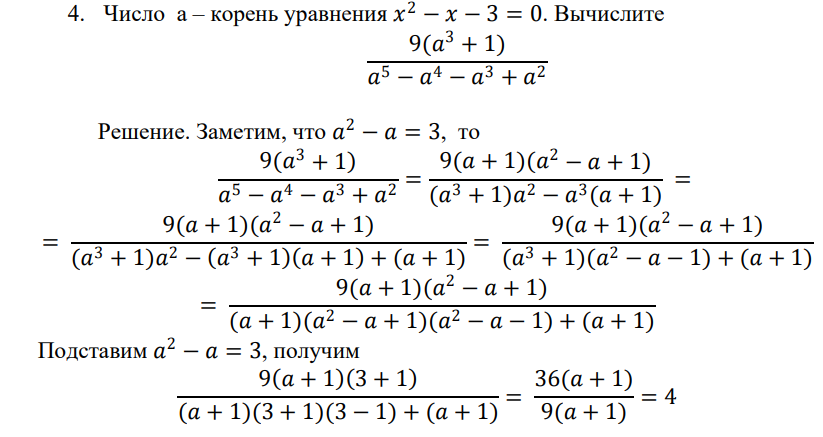 4. Число a – корень уравнения 𝑥² − 𝑥 − 3 = 0. Вычислите
9(𝑎³ + 1)
𝑎⁵ − 𝑎⁴ − 𝑎³ + 𝑎²
Решение. Заметим, что 𝑎² − 𝑎 = 3, то
9(𝑎³ + 1) / (𝑎⁵ − 𝑎⁴ − 𝑎³ + 𝑎²) = 9(𝑎 + 1)(𝑎² − 𝑎 + 1) / ((𝑎³ + 1)𝑎² − 𝑎³(𝑎 + 1)) =
= 9(𝑎 + 1)(𝑎² − 𝑎 + 1) / ((𝑎³ + 1)𝑎² − (𝑎³ + 1)(𝑎 + 1) + (𝑎 + 1)) = 9(𝑎 + 1)(𝑎² − 𝑎 + 1) / ((𝑎³ + 1)(𝑎² − 𝑎 − 1) + (𝑎 + 1))
= 9(𝑎 + 1)(𝑎² − 𝑎 + 1) / ((𝑎 + 1)(𝑎² − 𝑎 + 1)(𝑎² − 𝑎 − 1) + (𝑎 + 1))
Подставим 𝑎² − 𝑎 = 3, получим
9(𝑎 + 1)(3 + 1) / ((𝑎 + 1)(3 + 1)(3 − 1) + (𝑎 + 1)) = 36(𝑎 + 1) / 9(𝑎 + 1) = 4